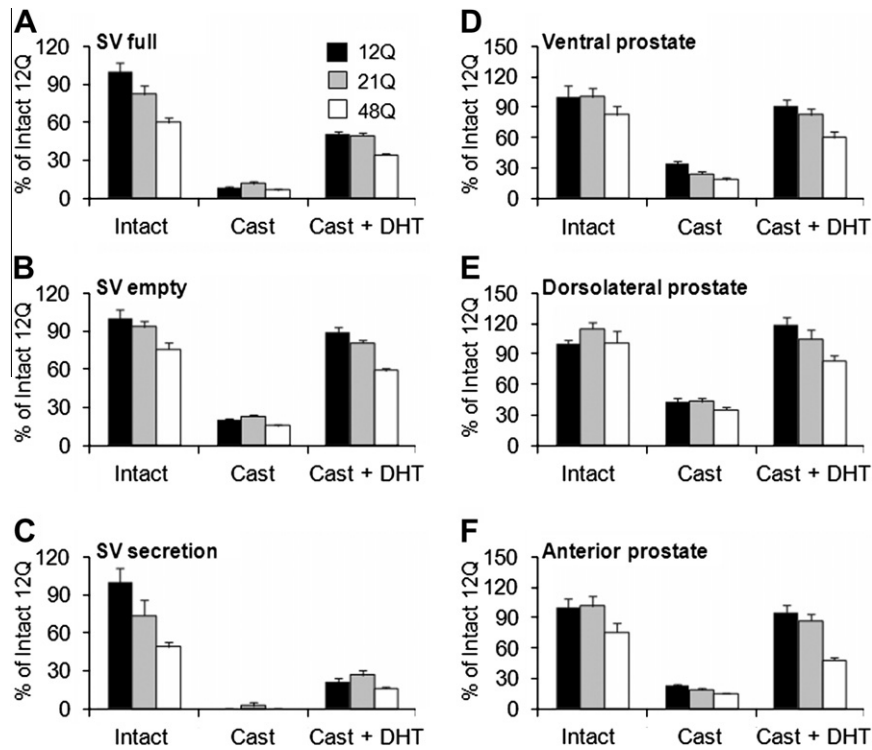 A
SV full
% of Intact 12Q
120
90
60
30
0
12Q
21Q
48Q
Intact Cast Cast + DHT
B
SV empty
% of Intact 12Q
120
90
60
30
0
Intact Cast Cast + DHT
C
SV secretion
% of Intact 12Q
120
90
60
30
0
Intact Cast Cast + DHT
D
Ventral prostate
% of Intact 12Q
150
120
90
60
30
0
Intact Cast Cast + DHT
E
Dorsolateral prostate
% of Intact 12Q
150
120
90
60
30
0
Intact Cast Cast + DHT
F
Anterior prostate
% of Intact 12Q
150
120
90
60
30
0
Intact Cast Cast + DHT